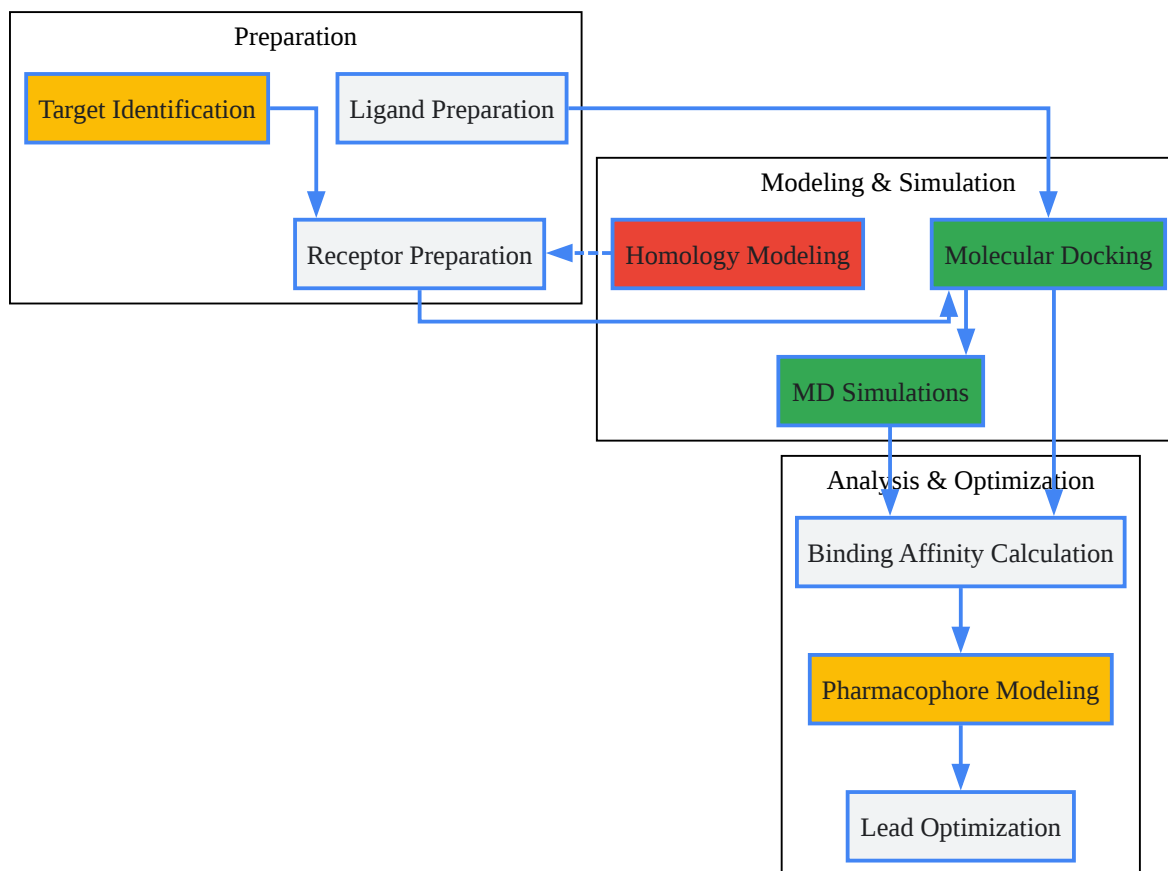 Preparation
Target Identification
Ligand Preparation
Receptor Preparation
Modeling & Simulation
Homology Modeling
Molecular Docking
MD Simulations
Analysis & Optimization
Binding Affinity Calculation
Pharmacophore Modeling
Lead Optimization